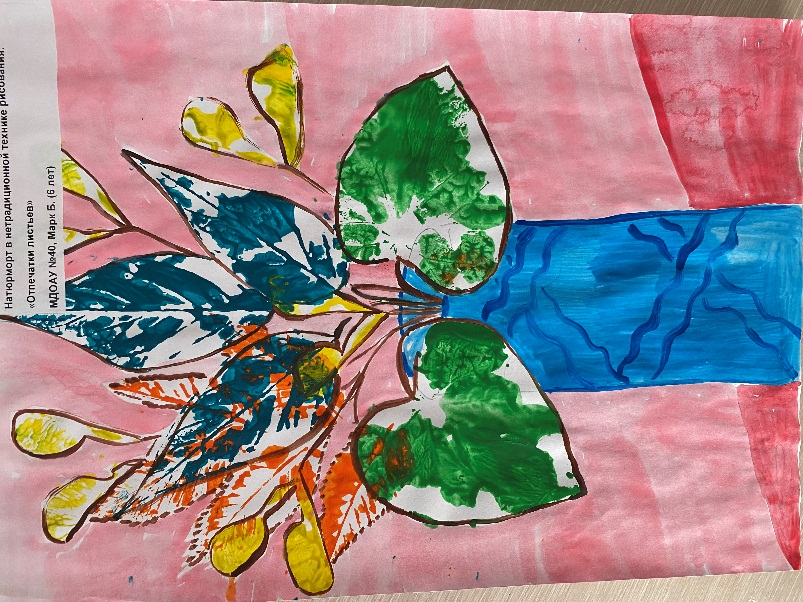 Натюрморт в нетрадиционной технике рисования.
«Отпечатки листьев»
МДОАУ №40, Марк Б. (6 лет)